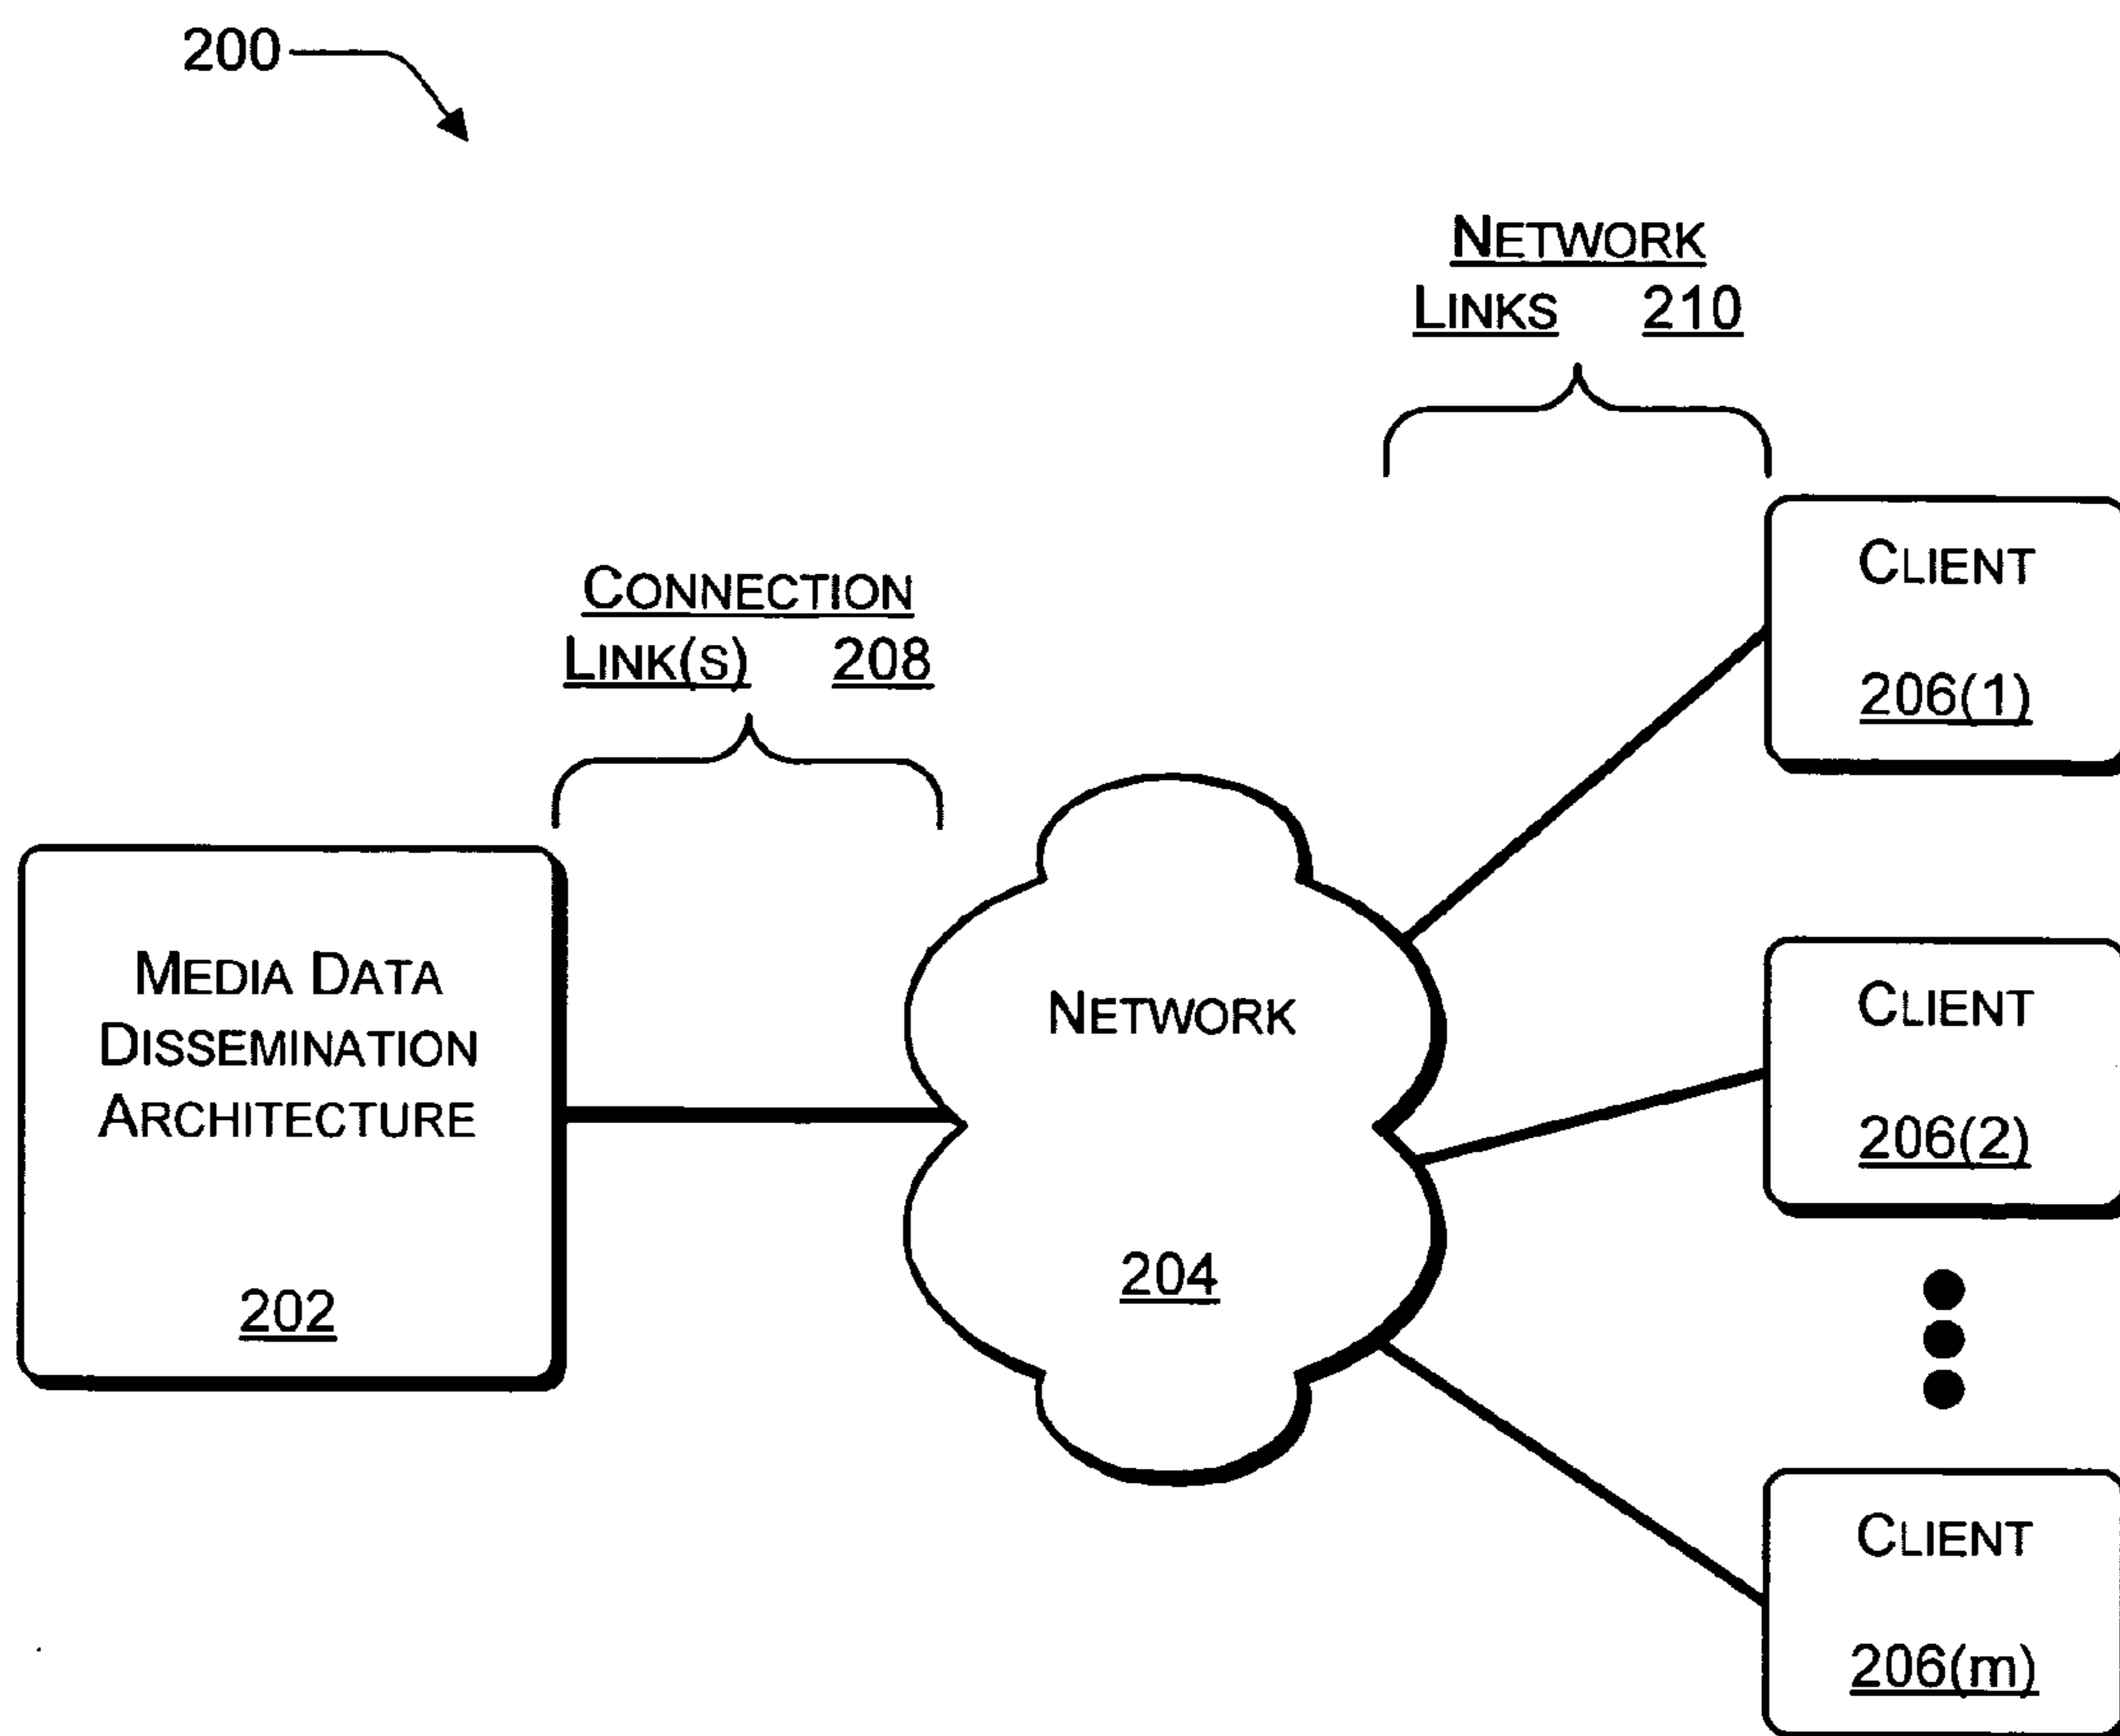 200
NETWORK
LINKS 210
CONNECTION
LINK(S) 208
CLIENT
206(1)
MEDIA DATA
DISSEMINATION
ARCHITECTURE
202
NETWORK
204
CLIENT
206(2)
CLIENT
206(m)